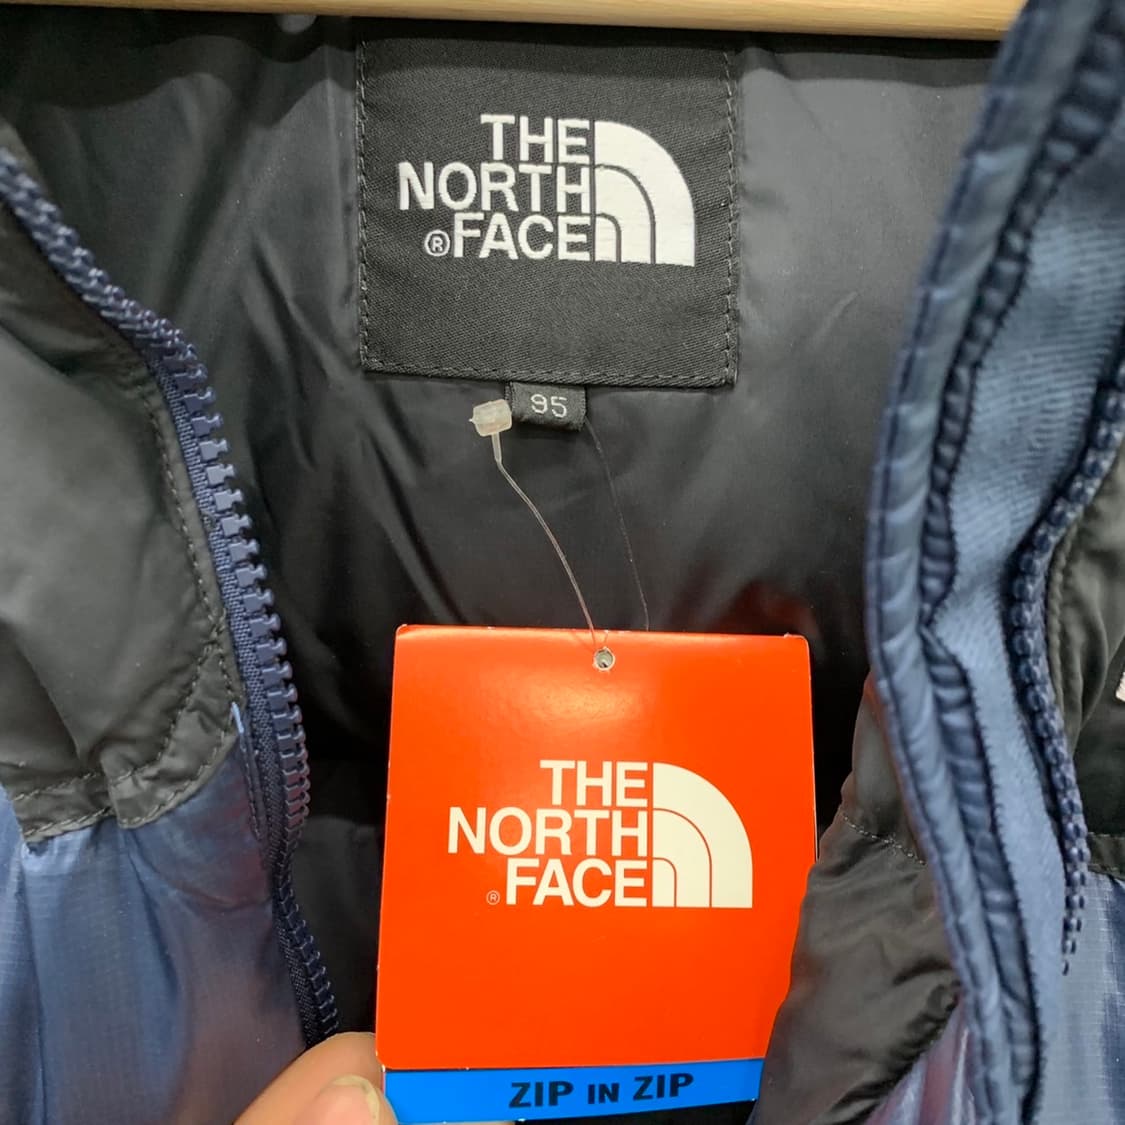 THE
NORTH
®FACE
95
THE
NORTH
®FACE
ZIP IN ZIP